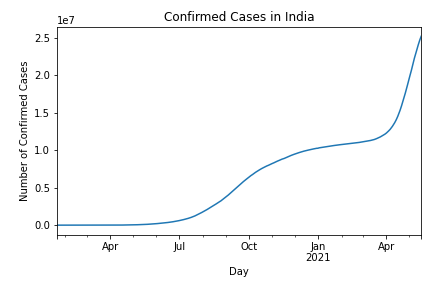 Confirmed Cases in India
1e7
2.5
2.0
1.5
1.0
0.5
0.0
Number of Confirmed Cases
Apr
Jul
Oct
Jan
2021
Apr
Day